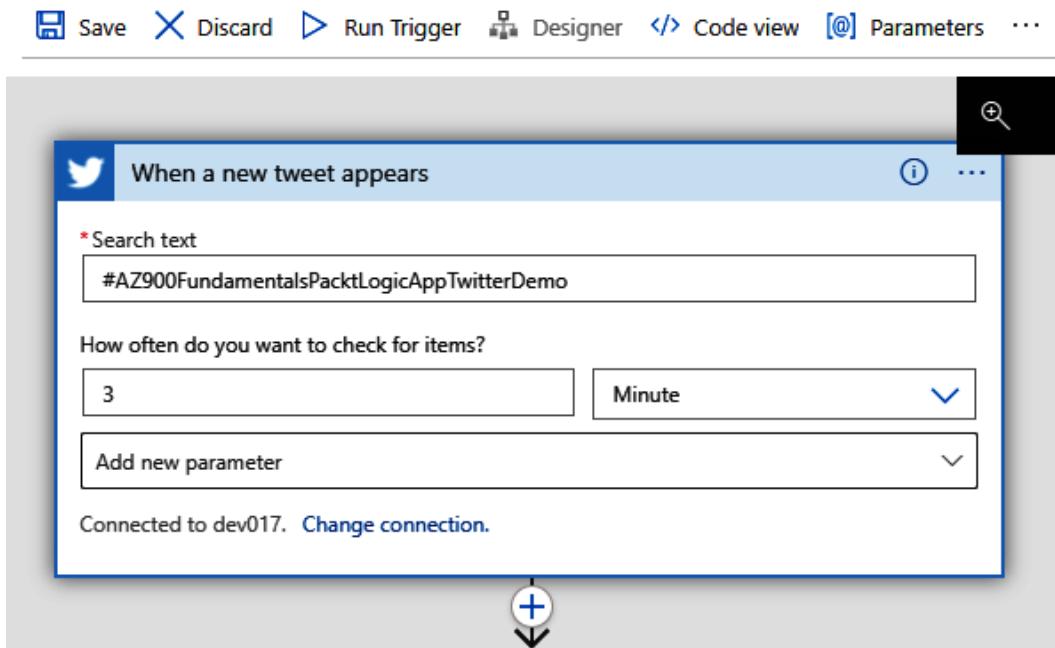 Save Discard Run Trigger Designer </> Code view [@] Parameters ...
When a new tweet appears ...
*Search text
#AZ900FundamentalsPacktLogicAppTwitterDemo
How often do you want to check for items?
3 Minute
Add new parameter
Connected to dev017. Change connection.